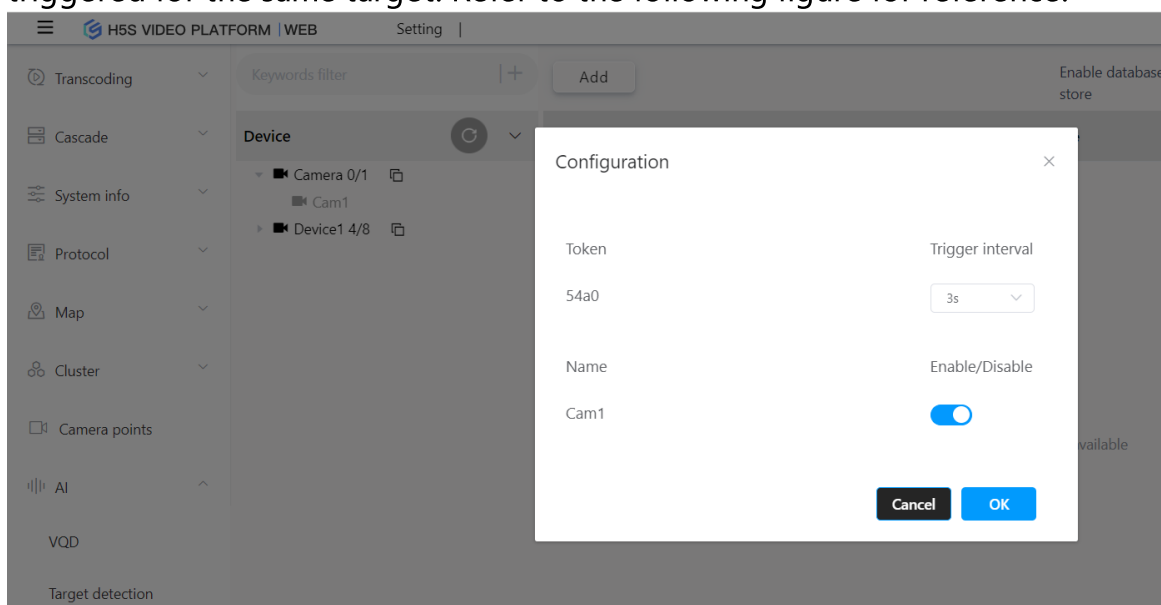 triggered for the same target. Refer to the following figure for reference.
H5S VIDEO PLATFORM | WEB Setting |
Transcoding
Cascade
System info
Protocol
Map
Cluster
Camera points
AI
VQD
Target detection
Keywords filter
Device
Camera 0/1
Cam1
Device1 4/8
Add
Enable database
store
Configuration
Token Trigger interval
54a0 3s
Name Enable/Disable
Cam1
Cancel OK